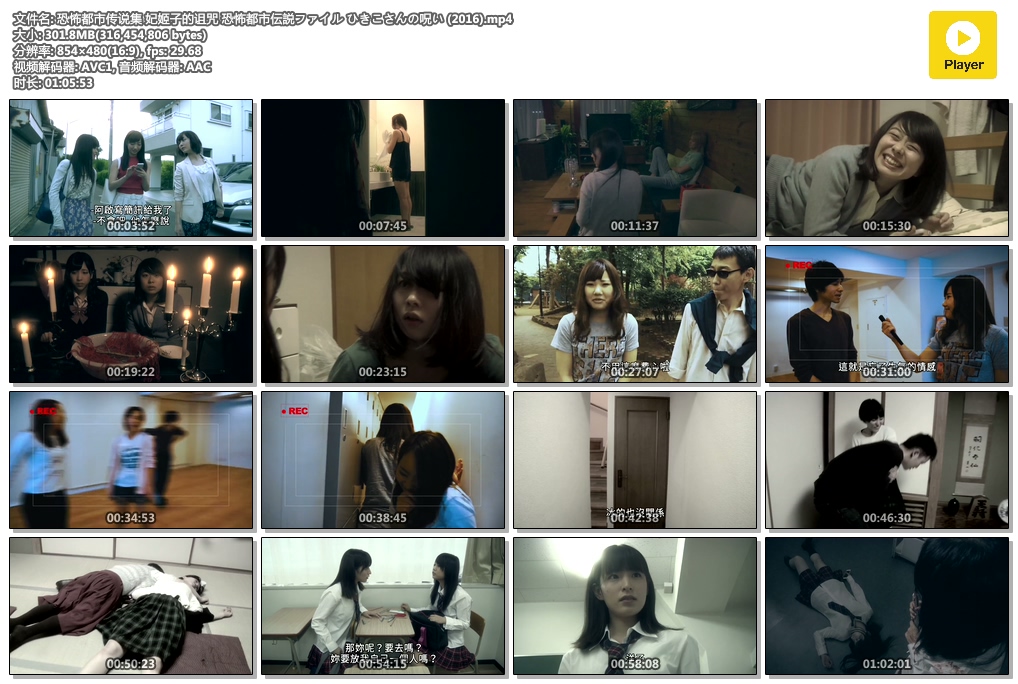 文件名: 恐怖都市传说集 妃姬子的诅咒 恐怖都市伝説ファイル ひきこさんの呪い (2016).mp4
大小: 301.8MB(316,454,806 bytes)
分辨率: 854×480(16:9), fps: 29.68
视频解码器: AVC1, 音频解码器: AAC
时长: 01:05:53
Player
阿啟寫簡訊給我了
00:03:52
00:07:45
00:11:37
00:15:30
00:19:22
00:23:15
00:27:07
REC
的情感
00:31:00
REC
00:34:53
REC
00:38:45
00:42:38
00:46:30
00:50:23
那妳呢？要去嗎？
00:54:15
00:58:08
01:02:01